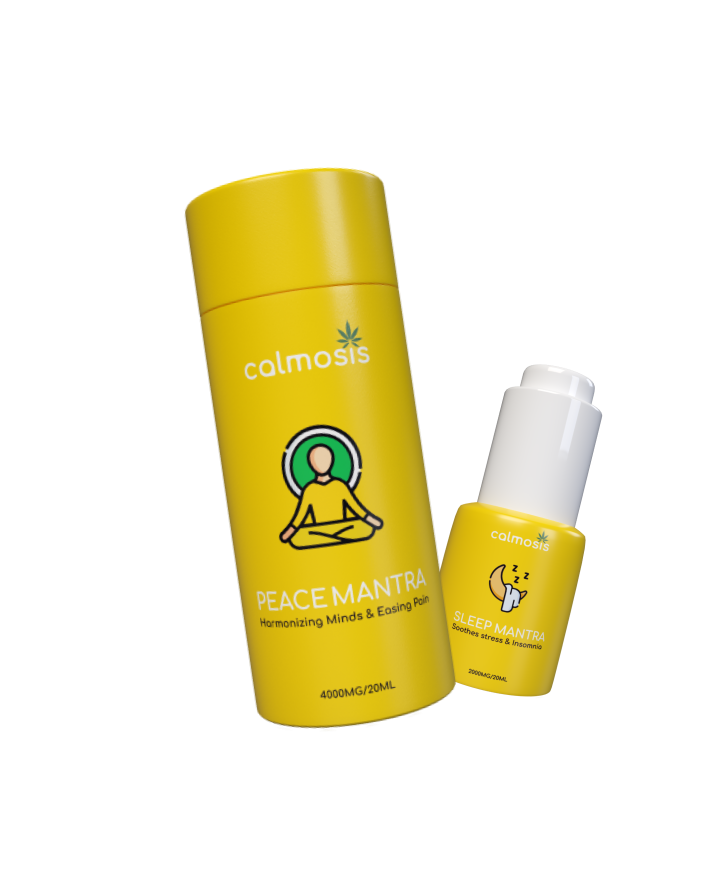 calmosis
PEACE MANTRA
Harmonizing Minds & Easing Pain
4000MG/20ML
calmosis
z z
z
SLEEP MANTRA
Soothes stress & Insomnia
2000MG/20ML